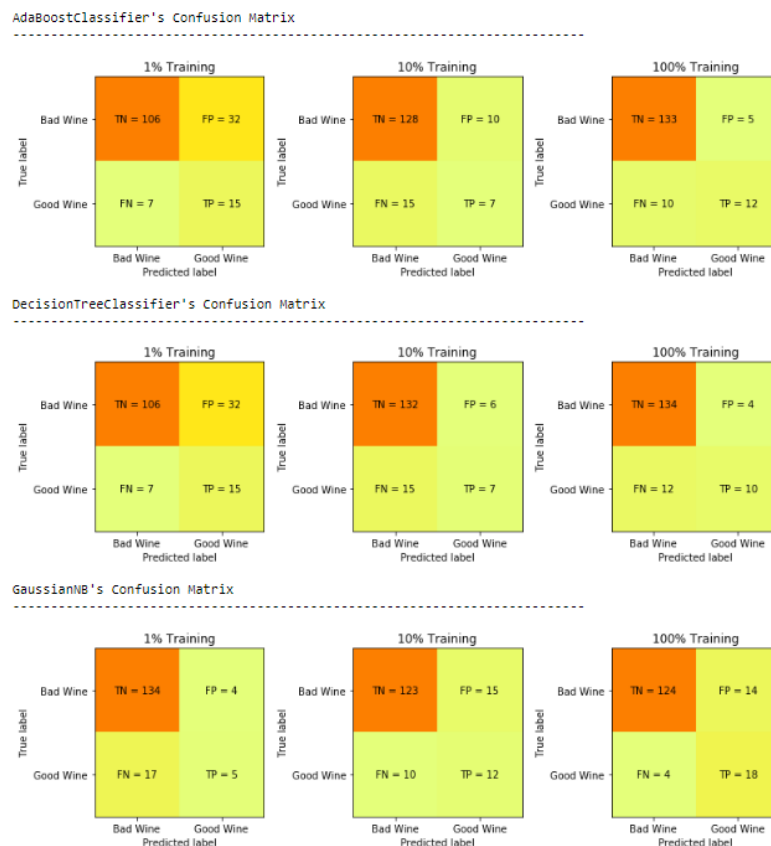 AdaBoostClassifier's Confusion Matrix
---------------------------------------------------------------------------
1% Training 10% Training 100% Training
Bad Wine TN = 106 FP = 32 Bad Wine TN = 128 FP = 10 Bad Wine TN = 133 FP = 5
True label True label True label
Good Wine FN = 7 TP = 15 Good Wine FN = 15 TP = 7 Good Wine FN = 10 TP = 12
Bad Wine Good Wine Bad Wine Good Wine Bad Wine Good Wine
Predicted label Predicted label Predicted label
DecisionTreeClassifier's Confusion Matrix
---------------------------------------------------------------------------
1% Training 10% Training 100% Training
Bad Wine TN = 106 FP = 32 Bad Wine TN = 132 FP = 6 Bad Wine TN = 134 FP = 4
True label True label True label
Good Wine FN = 7 TP = 15 Good Wine FN = 15 TP = 7 Good Wine FN = 12 TP = 10
Bad Wine Good Wine Bad Wine Good Wine Bad Wine Good Wine
Predicted label Predicted label Predicted label
GaussianNB's Confusion Matrix
---------------------------------------------------------------------------
1% Training 10% Training 100% Training
Bad Wine TN = 134 FP = 4 Bad Wine TN = 123 FP = 15 Bad Wine TN = 124 FP = 14
True label True label True label
Good Wine FN = 17 TP = 5 Good Wine FN = 10 TP = 12 Good Wine FN = 4 TP = 18
Bad Wine Good Wine Bad Wine Good Wine Bad Wine Good Wine
Predicted label Predicted label Predicted label